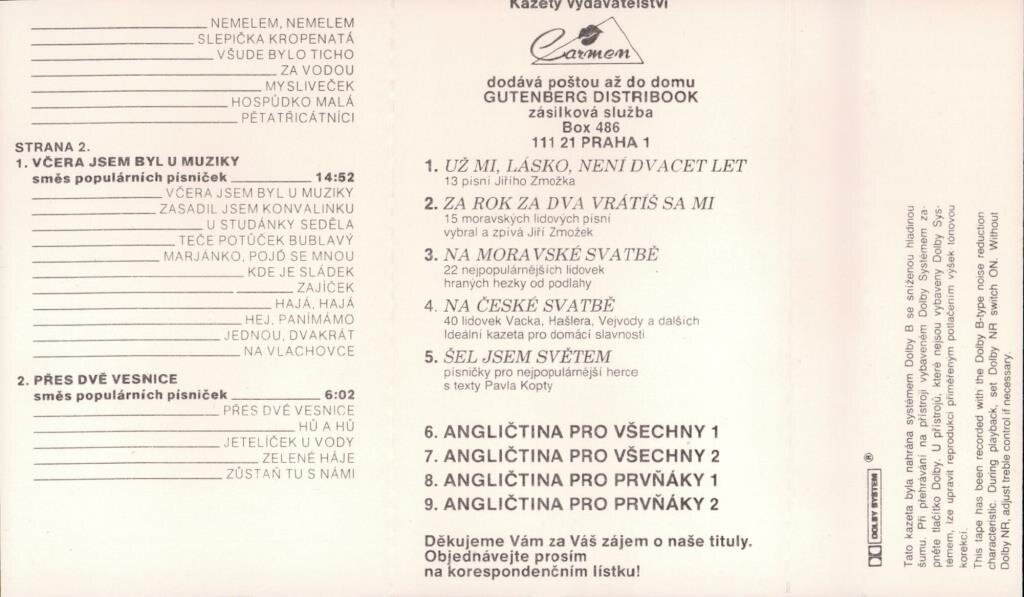 NEMELEM, NEMELEM
SLEPIČKA KROPENATÁ
VŠUDE BYLO TICHO
ZA VODOU
MYSLIVEČEK
HOSPŮDKO MALÁ
PĚTATŘICÁTNÍCI
STRANA 2.
1. VČERA JSEM BYL U MUZIKY
směs populárních písniček 14:52
VČERA JSEM BYL U MUZIKY
ZASADIL JSEM KONVALINKU
U STUDÁNKY SEDĚLA
TEČE POTŮČEK BUBLAVÝ
MARJÁNKO, POJĎ SE MNOU
KDE JE SLÁDEK
ZAJÍČEK
HAJÁ, HAJÁ
HEJ, PANÍMÁMO
JEDNOU, DVAKRÁT
NA VLACHOVCE
2. PŘES DVĚ VESNICE
směs populárních písniček 6:02
PŘES DVĚ VESNICE
HŮ A HŮ
JETELÍČEK U VODY
ZELENÉ HÁJE
ZŮSTAŇ TU S NÁMI
Kazety vydavatelství
Carmen
dodává poštou až do domu
GUTENBERG DISTRIBOOK
zásilková služba
Box 486
111 21 PRAHA 1
1. UŽ MI, LÁSKO, NENÍ DVACET LET
13 písní Jiřího Zmožka
2. ZA ROK ZA DVA VRÁTÍŠ SA MI
15 moravských lidových písní
vybral a zpívá Jiří Zmožek
3. NA MORAVSKÉ SVATBĚ
22 nejpopulárnějších lidovek
hraných hezky od podlahy
4. NA ČESKÉ SVATBĚ
40 lidovek Vacka, Hašlera, Vejvody a dalších
Ideální kazeta pro domácí slavnosti
5. ŠEL JSEM SVĚTEM
písničky pro nejpopulárnější herce
s texty Pavla Kopty
6. ANGLIČTINA PRO VŠECHNY 1
7. ANGLIČTINA PRO VŠECHNY 2
8. ANGLIČTINA PRO PRVŇÁKY 1
9. ANGLIČTINA PRO PRVŇÁKY 2
Děkujeme Vám za Váš zájem o naše tituly.
Objednávejte prosím
na korespondenčním lístku!
DOLBY SYSTEM ®
Tato kazeta byla nahrána systémem Dolby B se sníženou hladinou
šumu. Při přehrávání na přístroji vybaveném Dolby Systémem za-
pněte tlačítko Dolby. U přístrojů, které nejsou vybaveny Dolby Sys-
témem, lze upravit reprodukci přiměřeným potlačením výšek tónovou
korekcí.
This tape has been recorded with the Dolby B-type noise reduction
characteristic. During playback, set Dolby NR switch ON. Without
Dolby NR, adjust treble control if necessary.